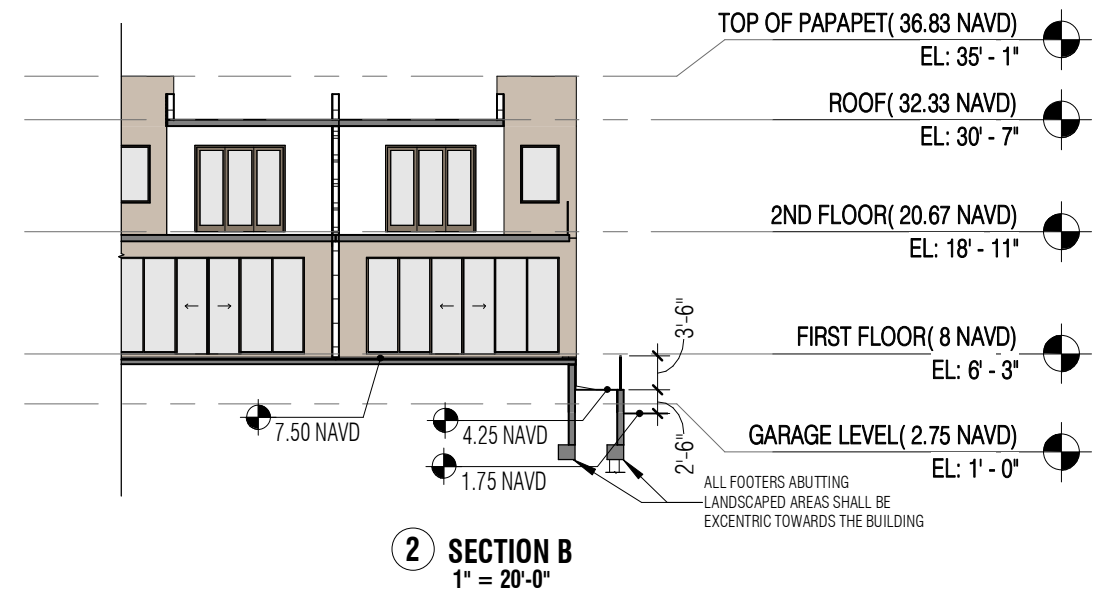 TOP OF PAPAPET( 36.83 NAVD)
EL: 35' - 1"
ROOF( 32.33 NAVD)
EL: 30' - 7"
2ND FLOOR( 20.67 NAVD)
EL: 18' - 11"
3'-6"
FIRST FLOOR( 8 NAVD)
EL: 6' - 3"
7.50 NAVD
4.25 NAVD
1.75 NAVD
2'-6"
GARAGE LEVEL( 2.75 NAVD)
EL: 1' - 0"
ALL FOOTERS ABUTTING
LANDSCAPED AREAS SHALL BE
EXCENTRIC TOWARDS THE BUILDING
2 SECTION B
1" = 20'-0"